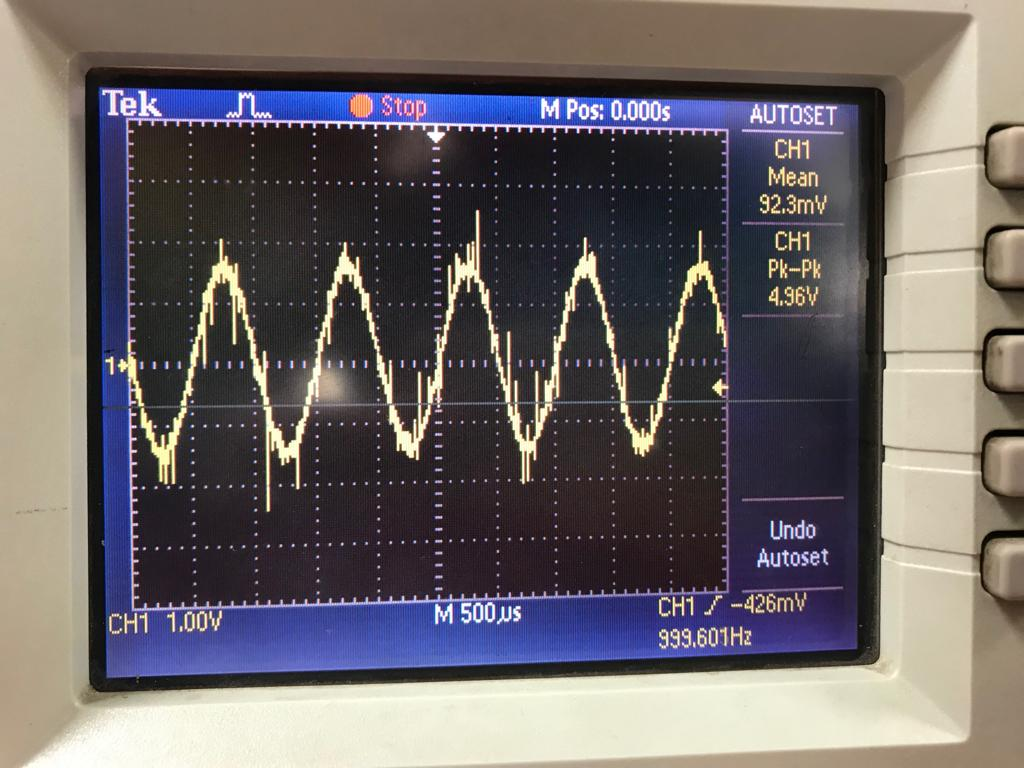 Tek Stop M Pos: 0.000s AUTOSET
CH1
Mean
92.3mV
CH1
Pk-Pk
4.96V
1
Undo
Autoset
CH1 1.00V M 500µs CH1 -426mV
999.601Hz